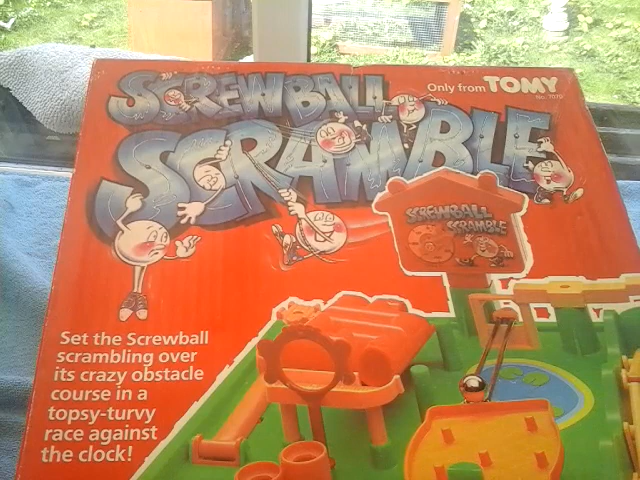 SCREWBALL
SCRAMBLE
Only from TOMY
No. 7070
SCREWBALL
SCRAMBLE
Set the Screwball
scrambling over
its crazy obstacle
course in a
topsy-turvy
race against
the clock!